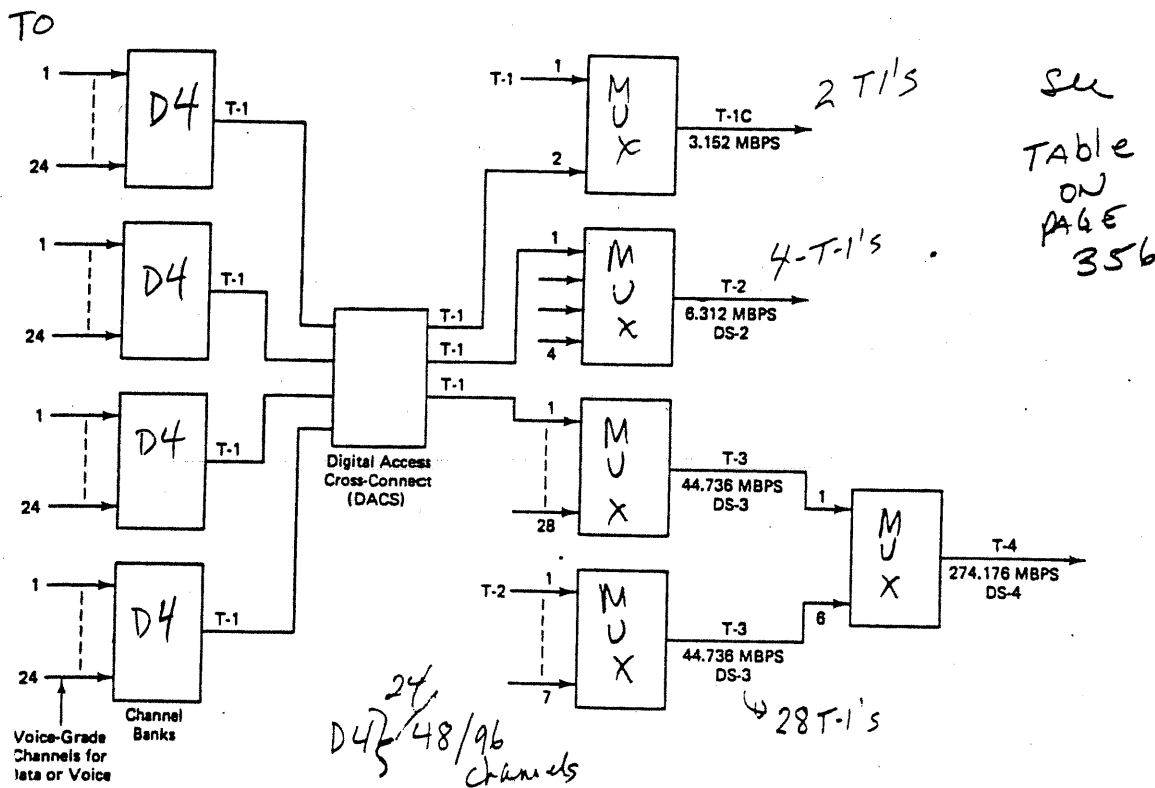 TO
1
24
D4
T-1
1
24
D4
T-1
1
24
D4
T-1
1
24
D4
T-1
Channel
Banks
Voice-Grade
Channels for
Data or Voice
Digital Access
Cross-Connect
(DACS)
T-1
T-1
T-1
T-1
1
2
MUX
T-1C
3.152 MBPS
2 T1's
1
4
MUX
T-2
6.312 MBPS
DS-2
4-T-1's
1
28
MUX
T-3
44.736 MBPS
DS-3
T-2
1
7
MUX
T-3
44.736 MBPS
DS-3
28 T-1's
1
6
MUX
T-4
274.176 MBPS
DS-4
See
TAble
ON
PAGE
356
D4} 24/
48/96
channels